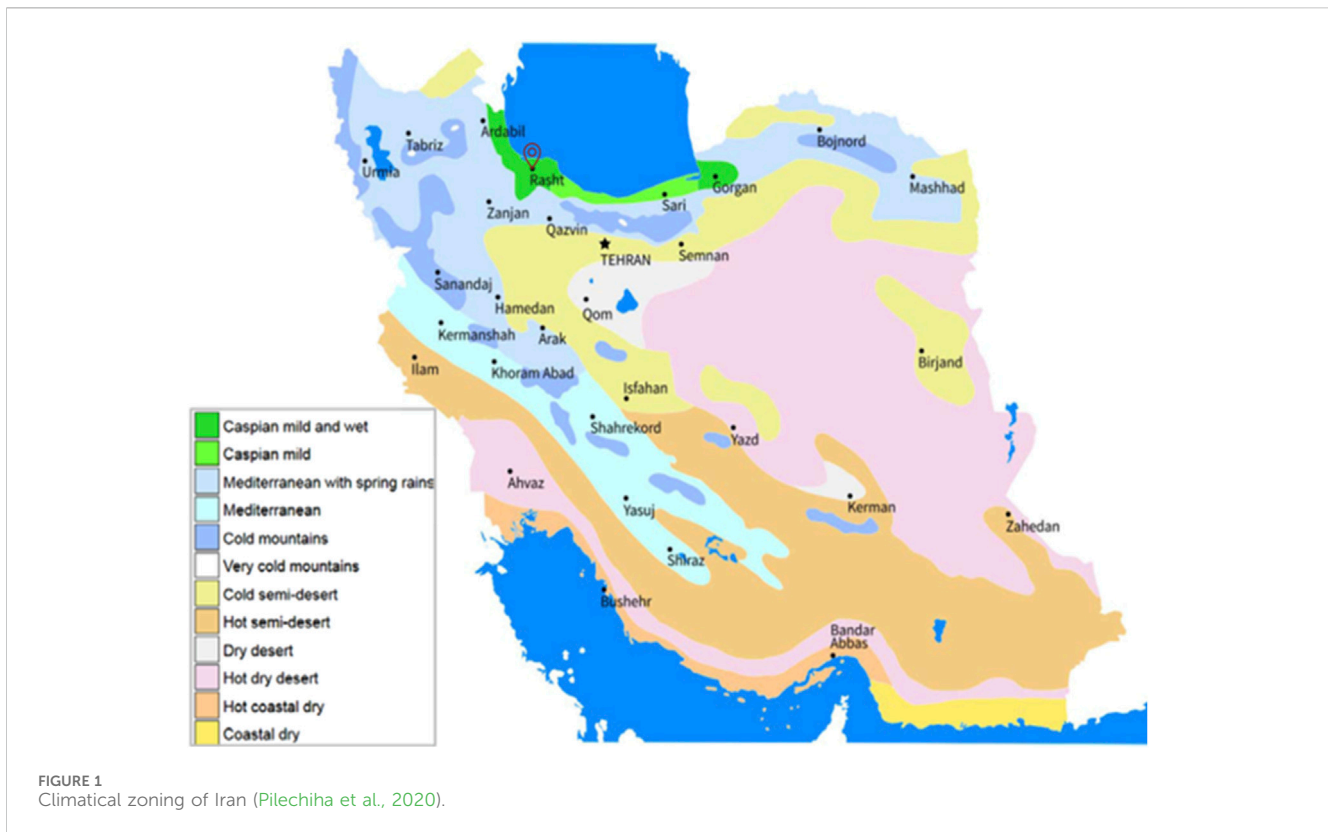 Ardabil
Tabriz
Bojnord
Urmia
Rasht
Gorgan
Mashhad
Zanjan
Sari
Qazvin
TEHRAN
Semnan
Sanandaj
Hamedan
Qom
Kermanshah
Arak
Ilam
Khoram Abad
Birjand
Isfahan
Shahrekord
Yazd
Ahvaz
Yasuj
Kerman
Zahedan
Shiraz
Bushehr
Bandar
Abbas
Caspian mild and wet
Caspian mild
Mediterranean with spring rains
Mediterranean
Cold mountains
Very cold mountains
Cold semi-desert
Hot semi-desert
Dry desert
Hot dry desert
Hot coastal dry
Coastal dry
FIGURE 1
Climatical zoning of Iran (Pilechiha et al., 2020).